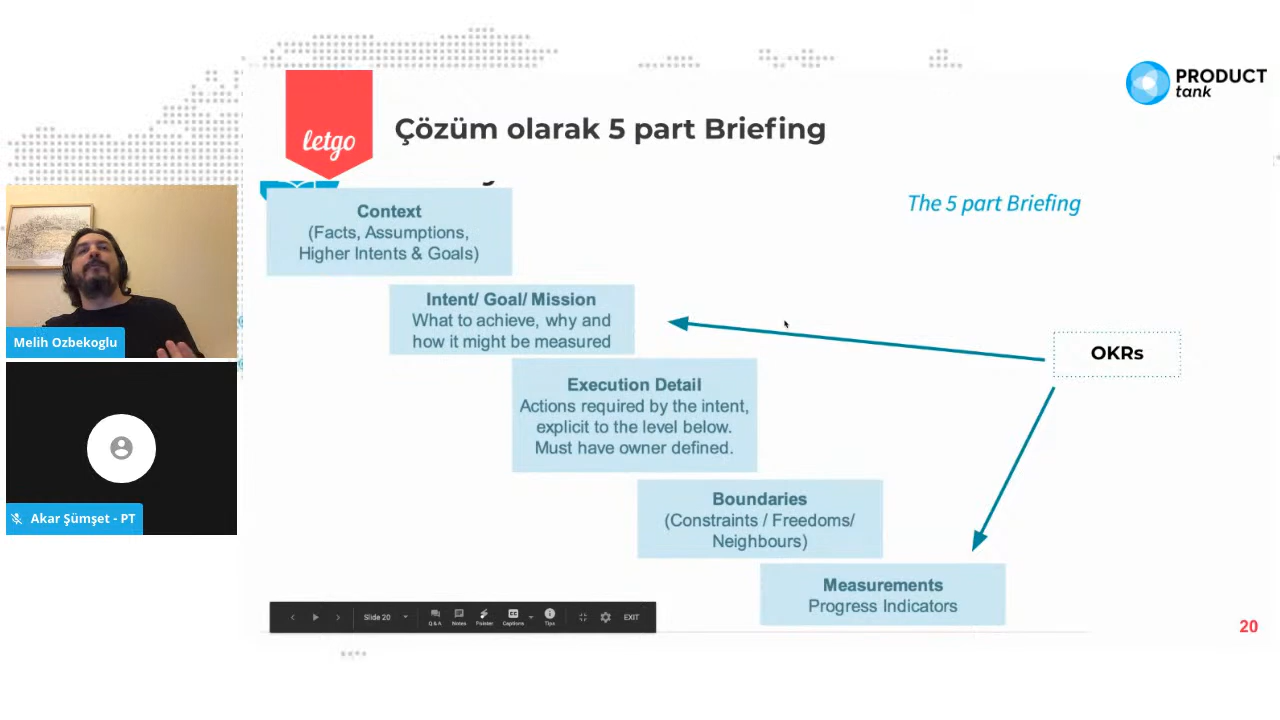 PRODUCT
tank
letgo
Çözüm olarak 5 part Briefing
The 5 part Briefing
Context
(Facts, Assumptions,
Higher Intents & Goals)
Intent/ Goal/ Mission
What to achieve, why and
how it might be measured
OKRs
Execution Detail
Actions required by the intent,
explicit to the level below.
Must have owner defined.
Boundaries
(Constraints / Freedoms/
Neighbours)
Measurements
Progress Indicators
Melih Ozbekoglu
Akar Şümşet - PT
Slide 20
Q & A
Notes
Pointer
Captions
Tips
EXIT
20